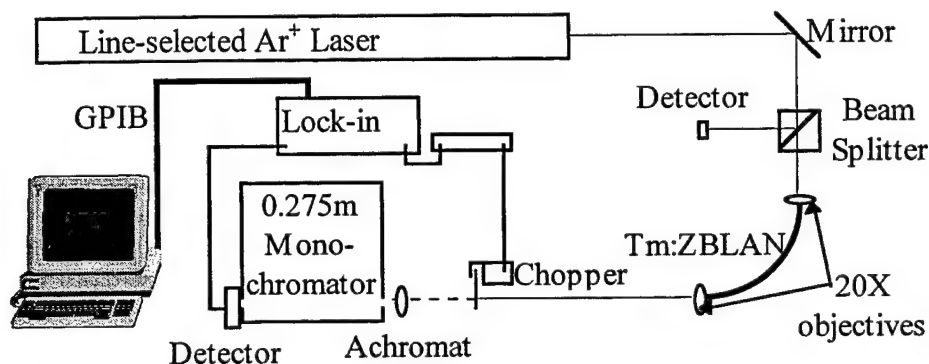 Line-selected Ar⁺ Laser
Mirror
GPIB
Lock-in
Detector
Beam
Splitter
0.275m
Mono-
chromator
Tm:ZBLAN
Chopper
20X
objectives
Detector
Achromat